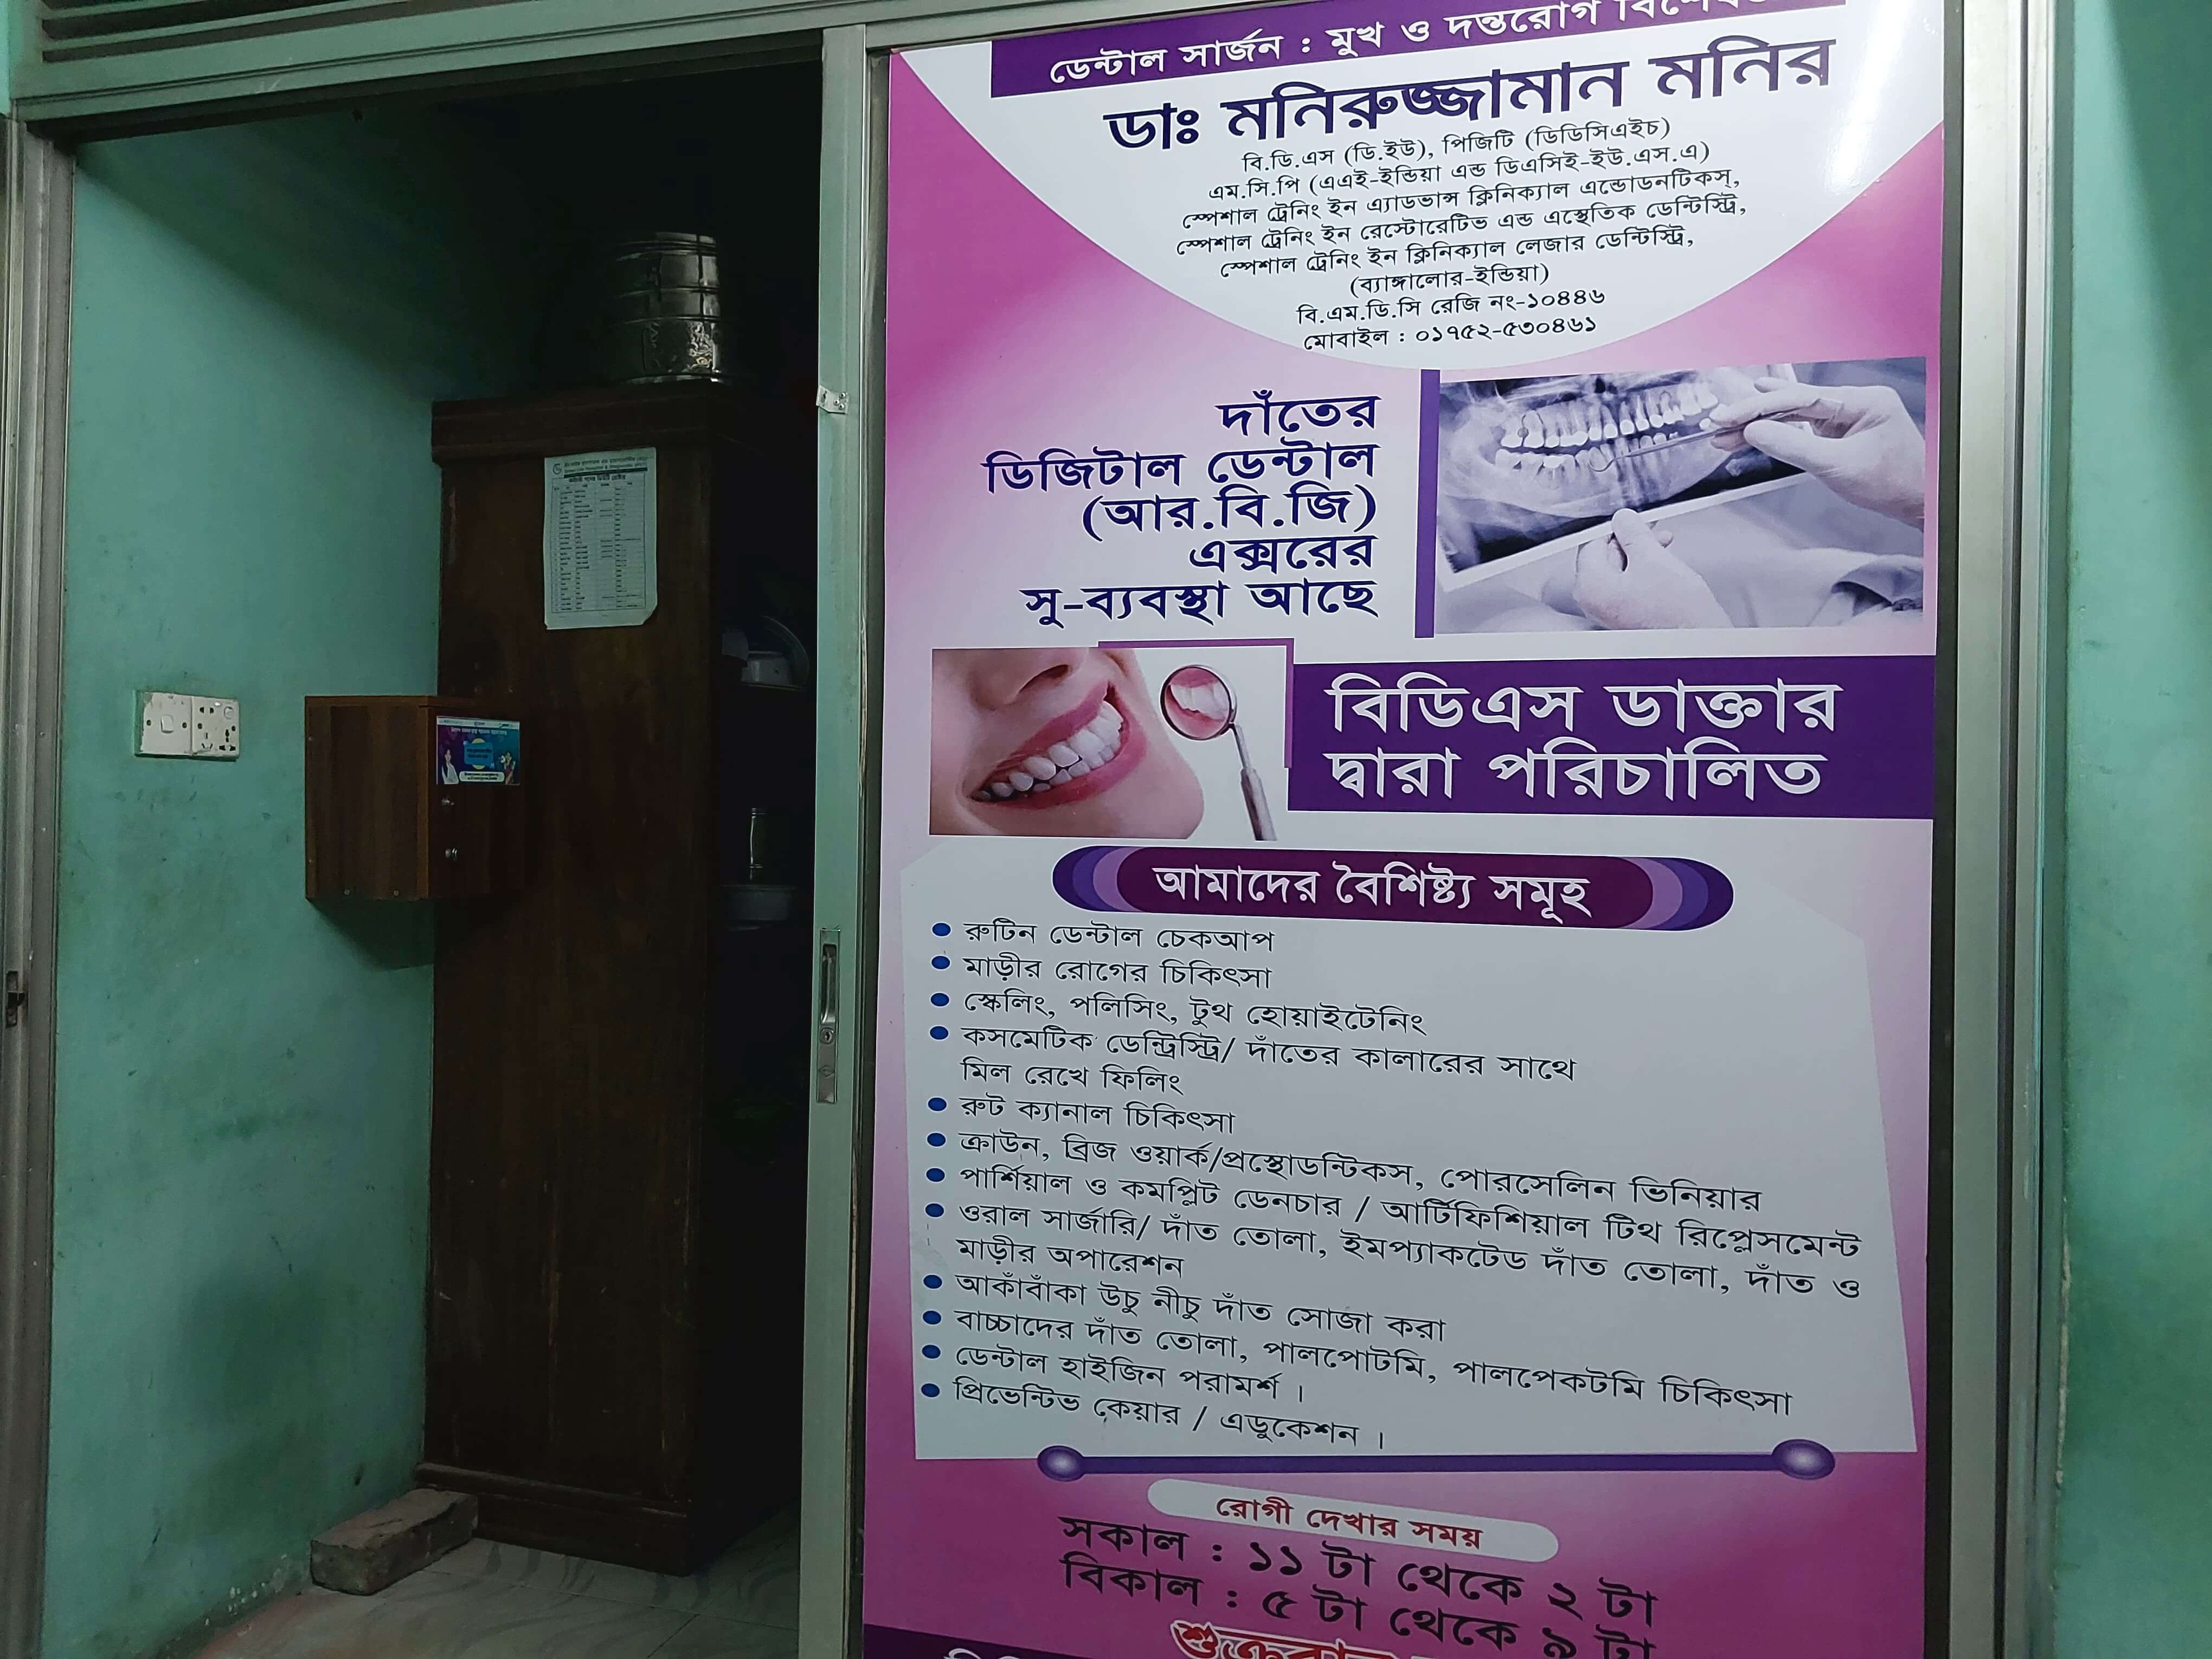 ডেন্টাল সার্জন : মুখ ও দন্তরোগ
ডাঃ মনিরুজ্জামান মনির
বি.ডি.এস (ডি.ইউ), পিজিটি (ডিডিসিএইচ)
এম.সি.পি (এএই-ইন্ডিয়া এন্ড ডিএসিই-ইউ.এস.এ)
স্পেশাল ট্রেনিং ইন এ্যাডভান্স ক্লিনিক্যাল এন্ডোডনটিকস্,
স্পেশাল ট্রেনিং ইন রেস্টোরেটিভ এন্ড এস্থেতিক ডেন্টিস্ট্রি,
স্পেশাল ট্রেনিং ইন ক্লিনিক্যাল লেজার ডেন্টিস্ট্রি,
(ব্যাঙ্গালোর-ইন্ডিয়া)
বি.এম.ডি.সি রেজি নং-১০৪৪৬
মোবাইল : ০১৭৫২-৫৩০৪৬১
দাঁতের
ডিজিটাল ডেন্টাল
(আর.বি.জি)
এক্সরের
সু-ব্যবস্থা আছে
বিডিএস ডাক্তার
দ্বারা পরিচালিত
আমাদের বৈশিষ্ট্য সমূহ
• রুটিন ডেন্টাল চেকআপ
• মাড়ীর রোগের চিকিৎসা
• স্কেলিং, পলিসিং, টুথ হোয়াইটেনিং
• কসমেটিক ডেন্ট্রিস্ট্রি/ দাঁতের কালারের সাথে
মিল রেখে ফিলিং
• রুট ক্যানাল চিকিৎসা
• ক্রাউন, ব্রিজ ওয়ার্ক/প্রস্থোডন্টিকস, পোরসেলিন ভিনিয়ার
• পার্শিয়াল ও কমপ্লিট ডেনচার / আর্টিফিশিয়াল টিথ রিপ্লেসমেন্ট
• ওরাল সার্জারি/ দাঁত তোলা, ইমপ্যাকটেড দাঁত তোলা, দাঁত ও
মাড়ীর অপারেশন
• আকাঁবাঁকা উচু নীচু দাঁত সোজা করা
• বাচ্চাদের দাঁত তোলা, পালপোটমি, পালপেকটমি চিকিৎসা
• ডেন্টাল হাইজিন পরামর্শ ।
• প্রিভেন্টিভ কেয়ার / এডুকেশন ।
রোগী দেখার সময়
সকাল : ১১ টা থেকে ২ টা
বিকাল : ৫ টা থেকে ৯ টা